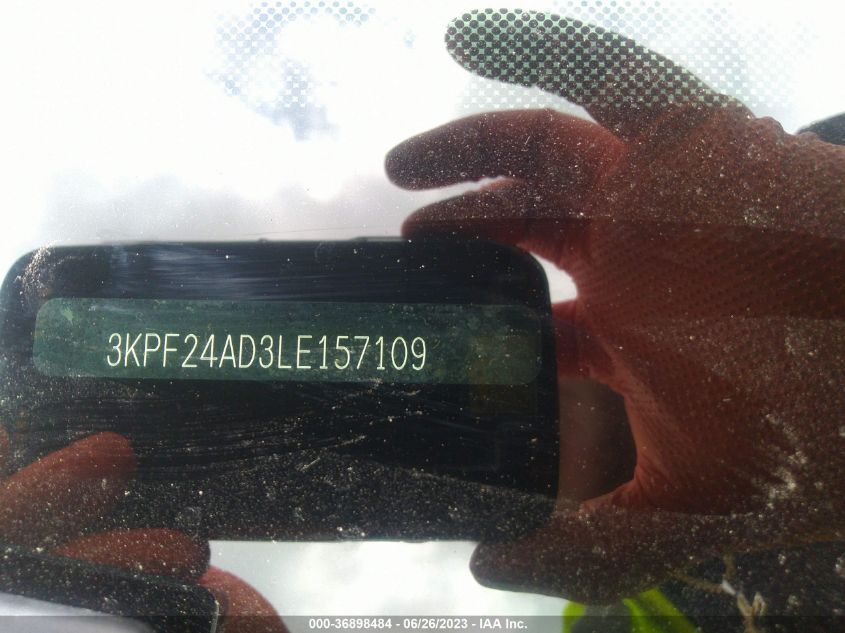 3KPF24AD3LE157109
000-36898484 - 06/26/2023 - IAA Inc.